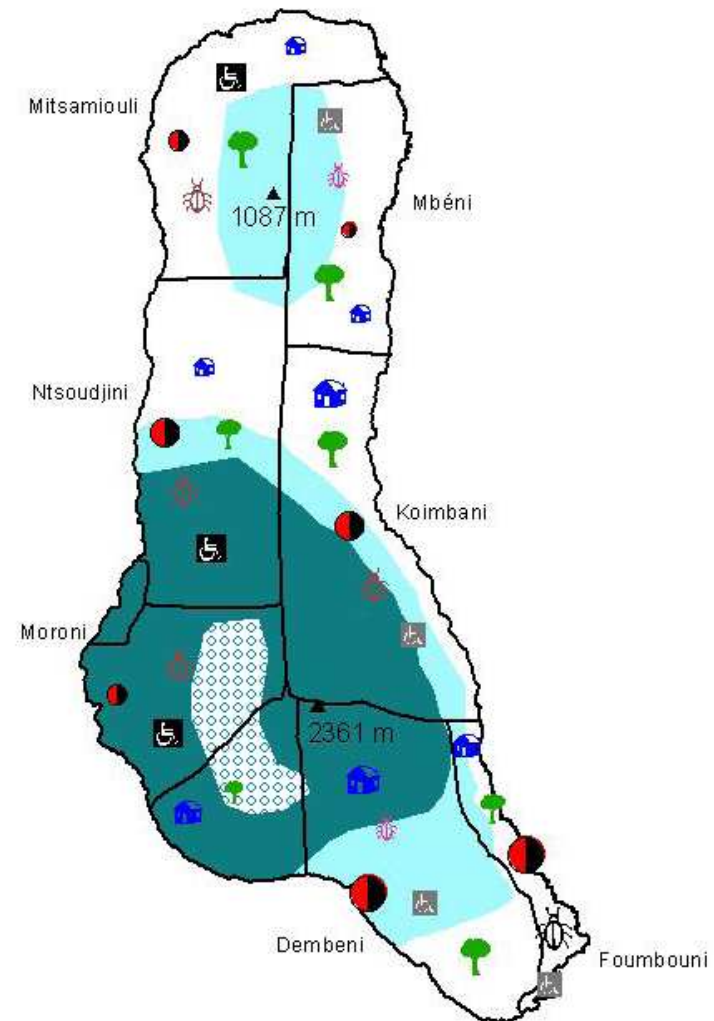 Mitsamiouli
1087 m
Mbéni
Ntsoudjini
Koimbani
Moroni
2361 m
Dembeni
Foumbouni